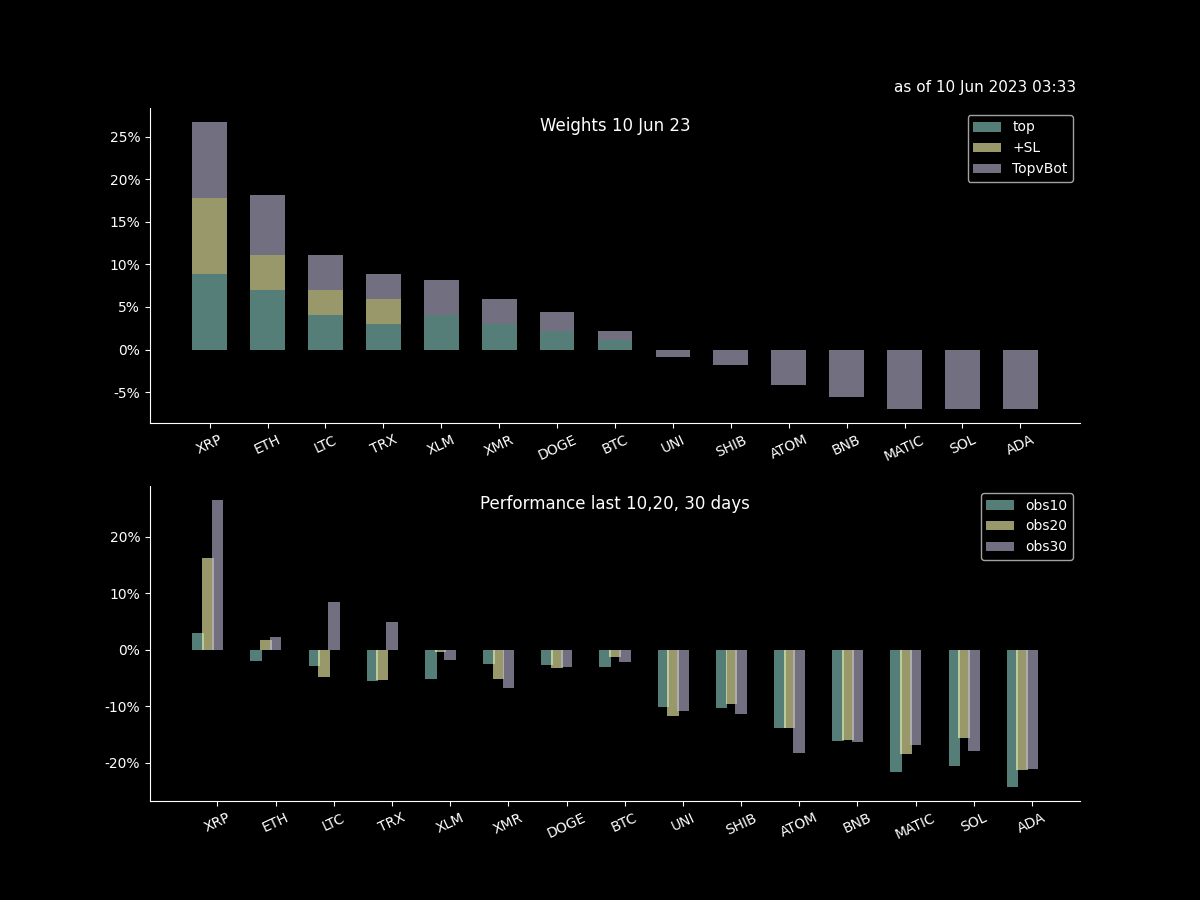 as of 10 Jun 2023 03:33
Weights 10 Jun 23
top
+SL
TopvBot
25%
20%
15%
10%
5%
0%
-5%
XRP ETH LTC TRX XLM XMR DOGE BTC UNI SHIB ATOM BNB MATIC SOL ADA
Performance last 10,20, 30 days
obs10
obs20
obs30
20%
10%
0%
-10%
-20%
XRP ETH LTC TRX XLM XMR DOGE BTC UNI SHIB ATOM BNB MATIC SOL ADA